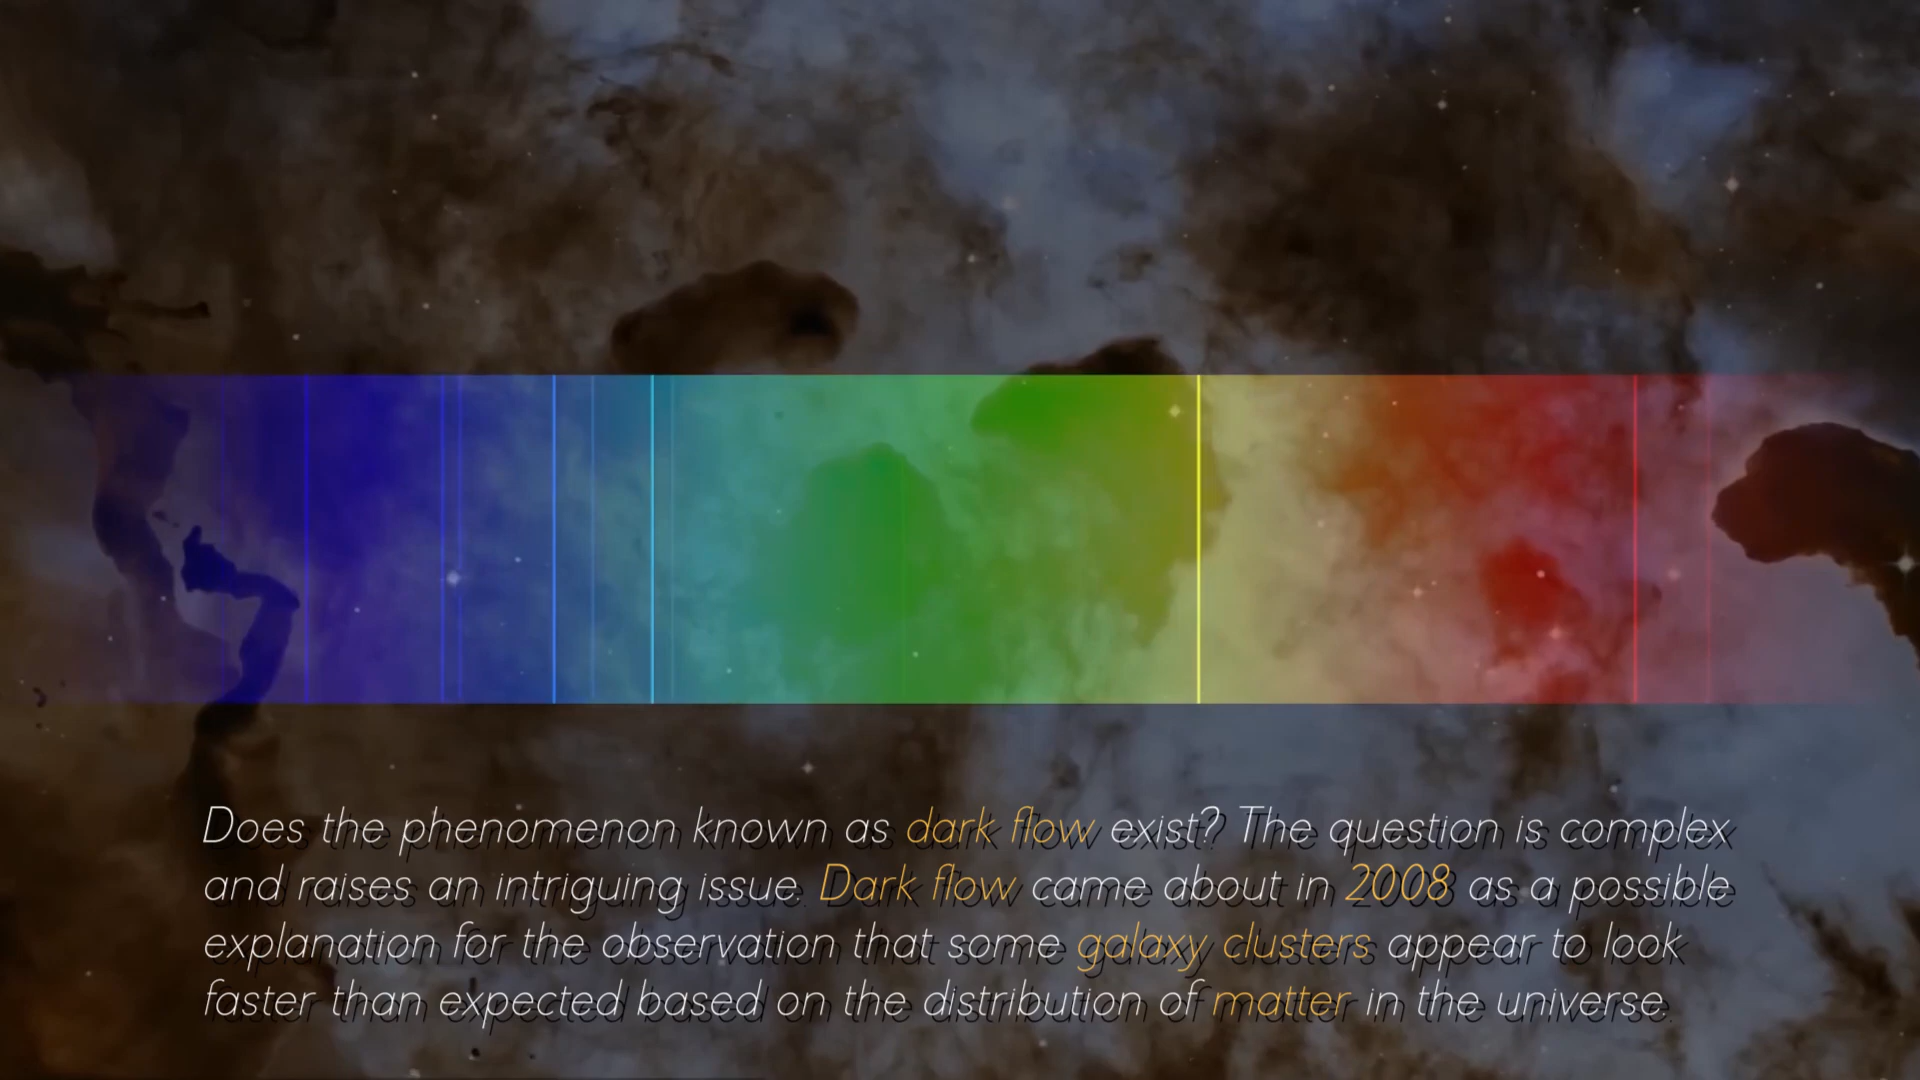 Does the phenomenon known as dark flow exist? The question is complex
and raises an intriguing issue. Dark flow came about in 2008 as a possible
explanation for the observation that some galaxy clusters appear to look
faster than expected based on the distribution of matter in the universe.